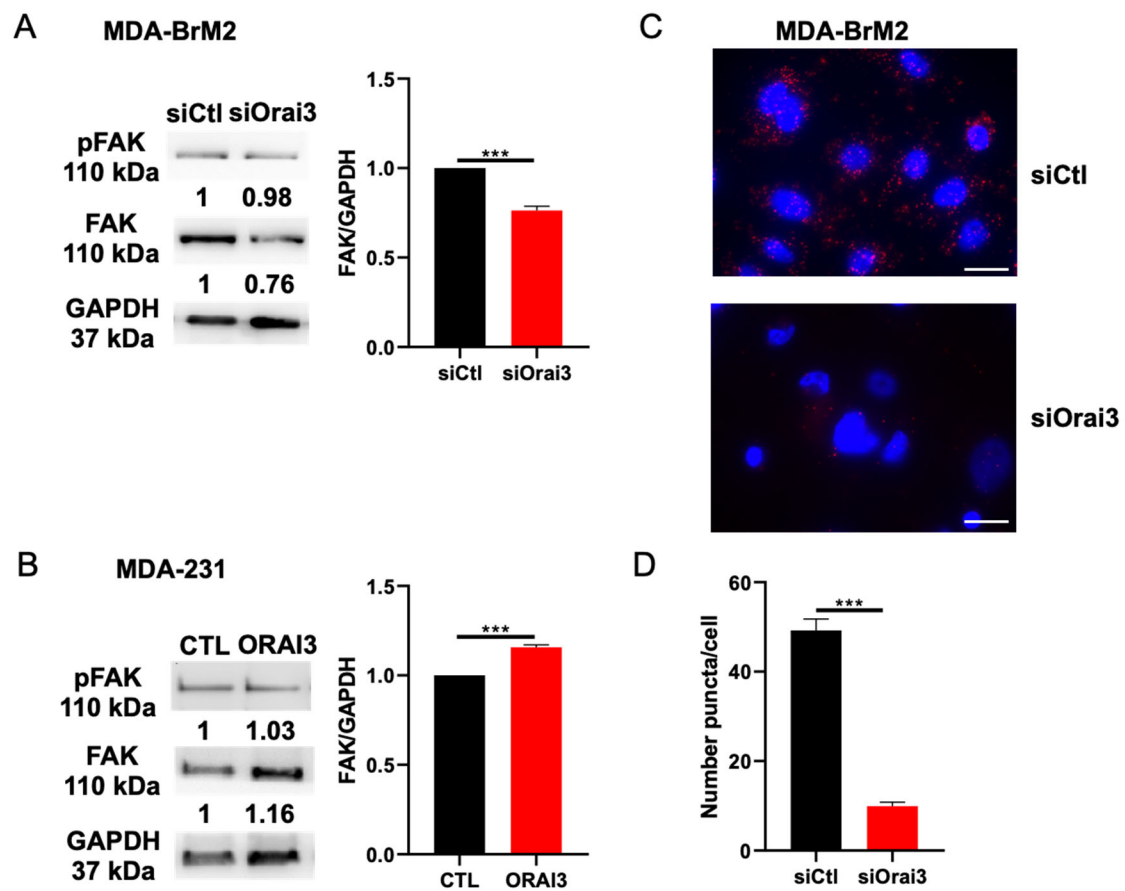 A
MDA-BrM2
siCtl siOrai3
pFAK
110 kDa
1 0.98
FAK
110 kDa
1 0.76
GAPDH
37 kDa
FAK/GAPDH
1.5
1.0
0.5
0.0
***
siCtl siOrai3
B
MDA-231
CTL ORAI3
pFAK
110 kDa
1 1.03
FAK
110 kDa
1 1.16
GAPDH
37 kDa
FAK/GAPDH
1.5
1.0
0.5
0.0
***
CTL ORAI3
C
MDA-BrM2
siCtl
siOrai3
D
Number puncta/cell
60
40
20
0
***
siCtl siOrai3